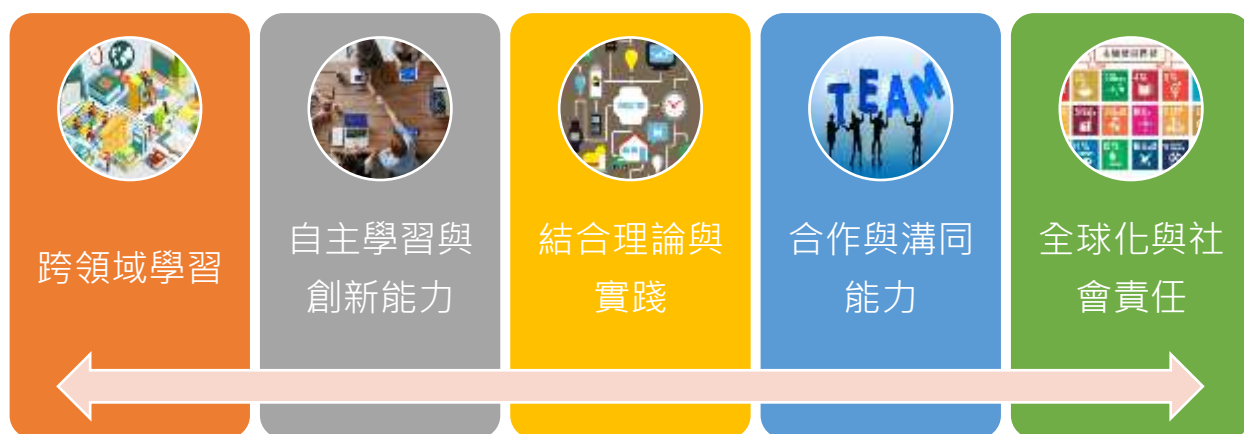 跨領域學習
自主學習與
創新能力
結合理論與
實踐
TEAM
合作與溝同
能力
全球化與社
會責任